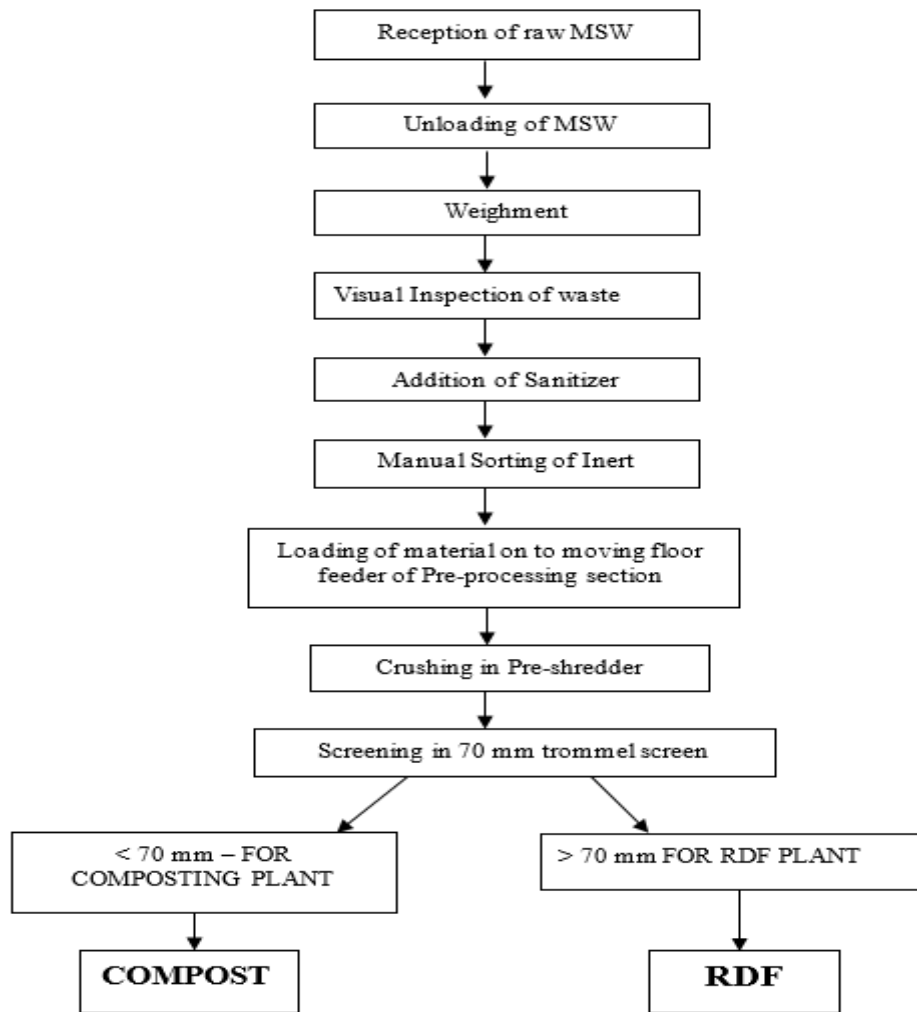 Reception of raw MSW
Unloading of MSW
Weighment
Visual Inspection of waste
Addition of Sanitizer
Manual Sorting of Inert
Loading of material on to moving floor
feeder of Pre-processing section
Crushing in Pre-shredder
Screening in 70 mm trommel screen
< 70 mm – FOR
COMPOSTING PLANT
> 70 mm FOR RDF PLANT
COMPOST
RDF